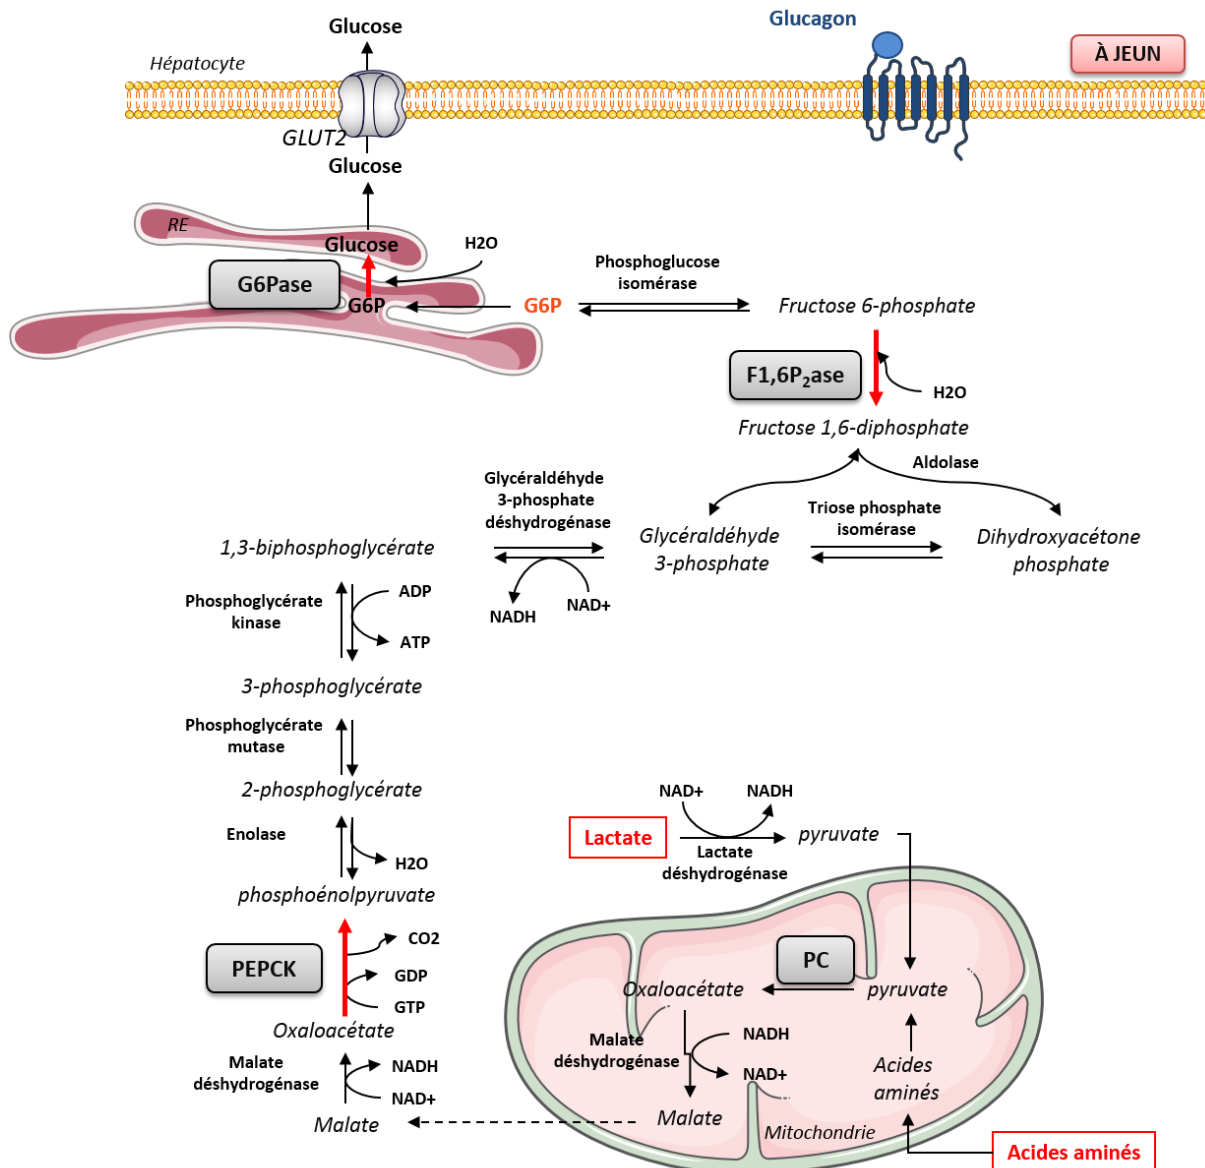 Glucose
Glucagon
À JEUN
Hépatocyte
GLUT2
Glucose
RE
Glucose
H2O
G6Pase
G6P
G6P
Phosphoglucose
isomérase
Fructose 6-phosphate
F1,6P₂ase
H2O
Fructose 1,6-diphosphate
Aldolase
Glycéraldéhyde
3-phosphate
déshydrogénase
Triose phosphate
isomérase
1,3-biphosphoglycérate
Glycéraldéhyde
3-phosphate
Dihydroxyacétone
phosphate
NADH
NAD+
Phosphoglycérate
kinase
ADP
ATP
3-phosphoglycérate
Phosphoglycérate
mutase
2-phosphoglycérate
Enolase
H2O
phosphoénolpyruvate
NAD+
NADH
Lactate
pyruvate
Lactate
déshydrogénase
PEPCK
CO2
GDP
GTP
Oxaloacétate
PC
Oxaloacétate
pyruvate
Malate
déshydrogénase
NADH
NAD+
Malate
Malate
déshydrogénase
NADH
NAD+
Malate
Acides
aminés
Mitochondrie
Acides aminés